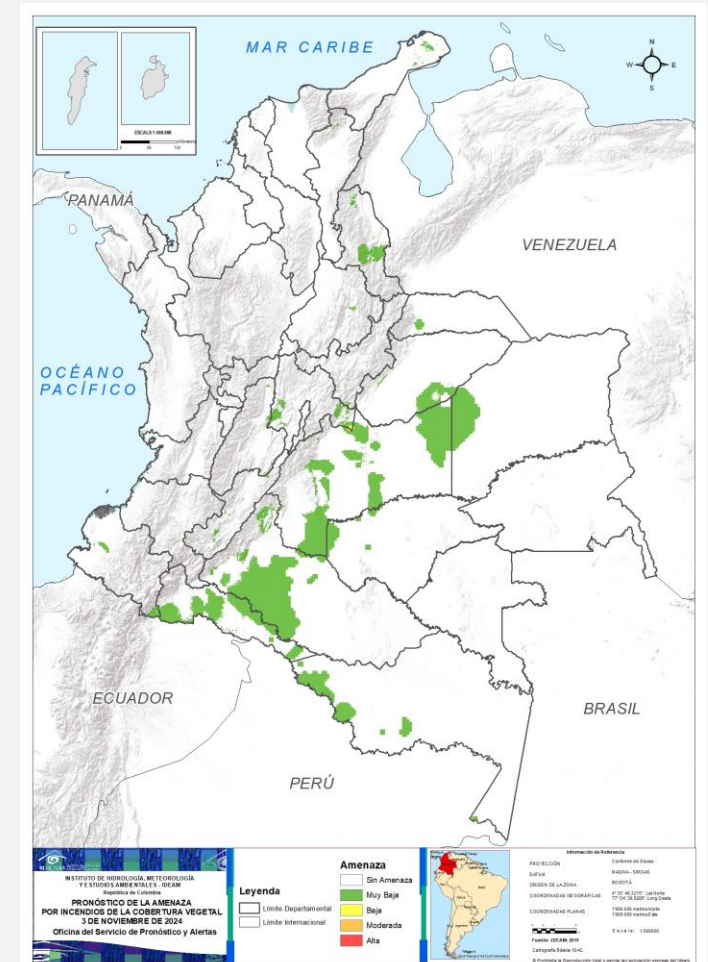 MAR CARIBE
N
W
E
S
ESCALA 1:400.000
PANAMÁ
VENEZUELA
OCÉANO
PACÍFICO
ECUADOR
BRASIL
PERÚ
INSTITUTO DE HIDROLOGÍA, METEOROLOGÍA
Y ESTUDIOS AMBIENTALES - IDEAM
República de Colombia
PRONÓSTICO DE LA AMENAZA
POR INCENDIOS DE LA COBERTURA VEGETAL
3 DE NOVIEMBRE DE 2024
Oficina del Servicio de Pronóstico y Alertas
Leyenda
Límite Departamental
Límite Internacional
Amenaza
Sin Amenaza
Muy Baja
Baja
Moderada
Alta
Información de Referencia
PROYECCIÓN
Conforme de Gauss
DATUM
MAGNA - SIRGAS
ORIGEN DE LA ZONA
BOGOTÁ
COORDENADAS GEOGRÁFICAS
COORDENADAS PLANAS
Escala
Fuente: IDEAM- 2019
Cartografía Básica: IGAC